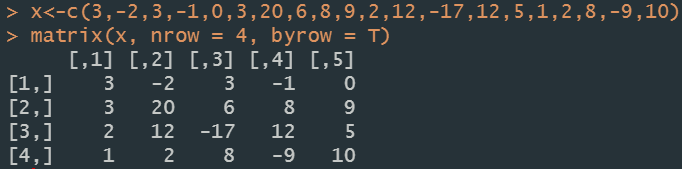 > x<-c(3,-2,3,-1,0,3,20,6,8,9,2,12,-17,12,5,1,2,8,-9,10)
> matrix(x, nrow = 4, byrow = T)
     [,1] [,2] [,3] [,4] [,5]
[1,]    3   -2    3   -1    0
[2,]    3   20    6    8    9
[3,]    2   12  -17   12    5
[4,]    1    2    8   -9   10